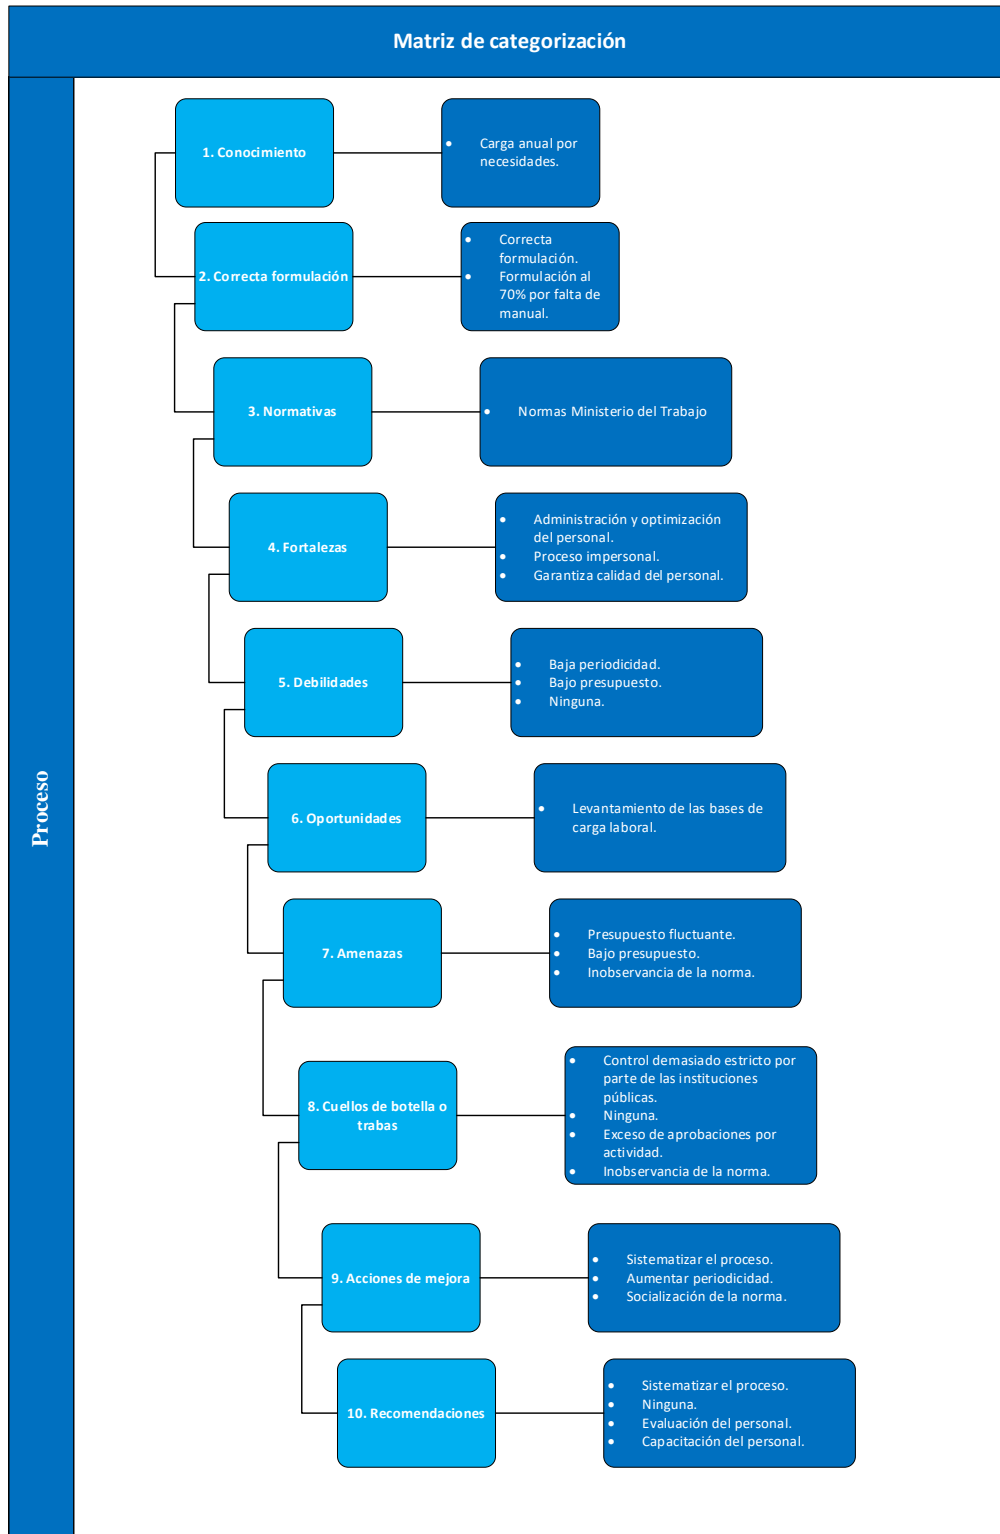 Matriz de categorización
Proceso
1. Conocimiento
• Carga anual por
necesidades.
2. Correcta formulación
• Correcta
formulación.
• Formulación al
70% por falta de
manual.
3. Normativas
• Normas Ministerio del Trabajo
4. Fortalezas
• Administración y optimización
del personal.
• Proceso impersonal.
• Garantiza calidad del personal.
5. Debilidades
• Baja periodicidad.
• Bajo presupuesto.
• Ninguna.
6. Oportunidades
• Levantamiento de las bases de
carga laboral.
7. Amenazas
• Presupuesto fluctuante.
• Bajo presupuesto.
• Inobservancia de la norma.
8. Cuellos de botella o
trabas
• Control demasiado estricto por
parte de las instituciones
públicas.
• Ninguna.
• Exceso de aprobaciones por
actividad.
• Inobservancia de la norma.
9. Acciones de mejora
• Sistematizar el proceso.
• Aumentar periodicidad.
• Socialización de la norma.
10. Recomendaciones
• Sistematizar el proceso.
• Ninguna.
• Evaluación del personal.
• Capacitación del personal.